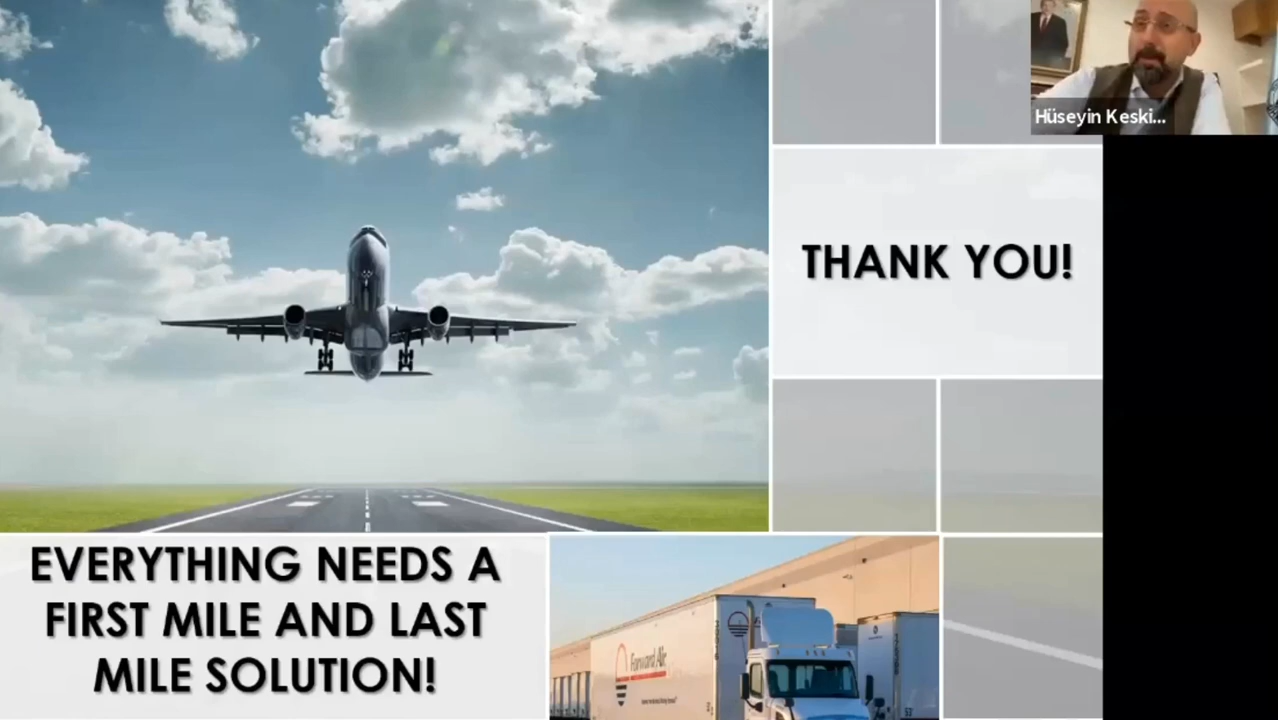 Hüseyin Keski...
THANK YOU!
EVERYTHING NEEDS A
FIRST MILE AND LAST
MILE SOLUTION!
Forward Air